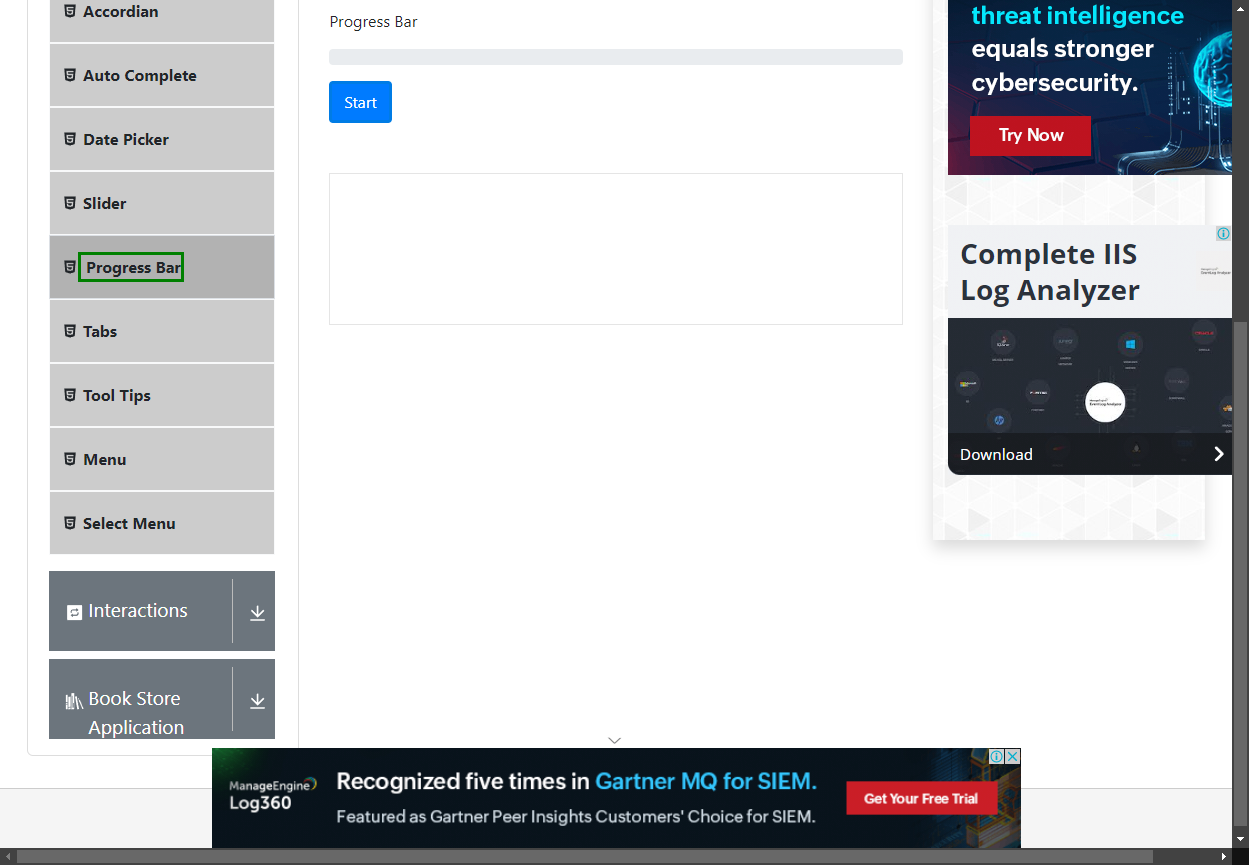 Accordian
Auto Complete
Date Picker
Slider
Progress Bar
Tabs
Tool Tips
Menu
Select Menu
Interactions
Book Store
Application
Progress Bar
Start
threat intelligence
equals stronger
cybersecurity.
Try Now
Complete IIS
Log Analyzer
Download
ManageEngine
Log360
Recognized five times in Gartner MQ for SIEM.
Featured as Gartner Peer Insights Customers' Choice for SIEM.
Get Your Free Trial